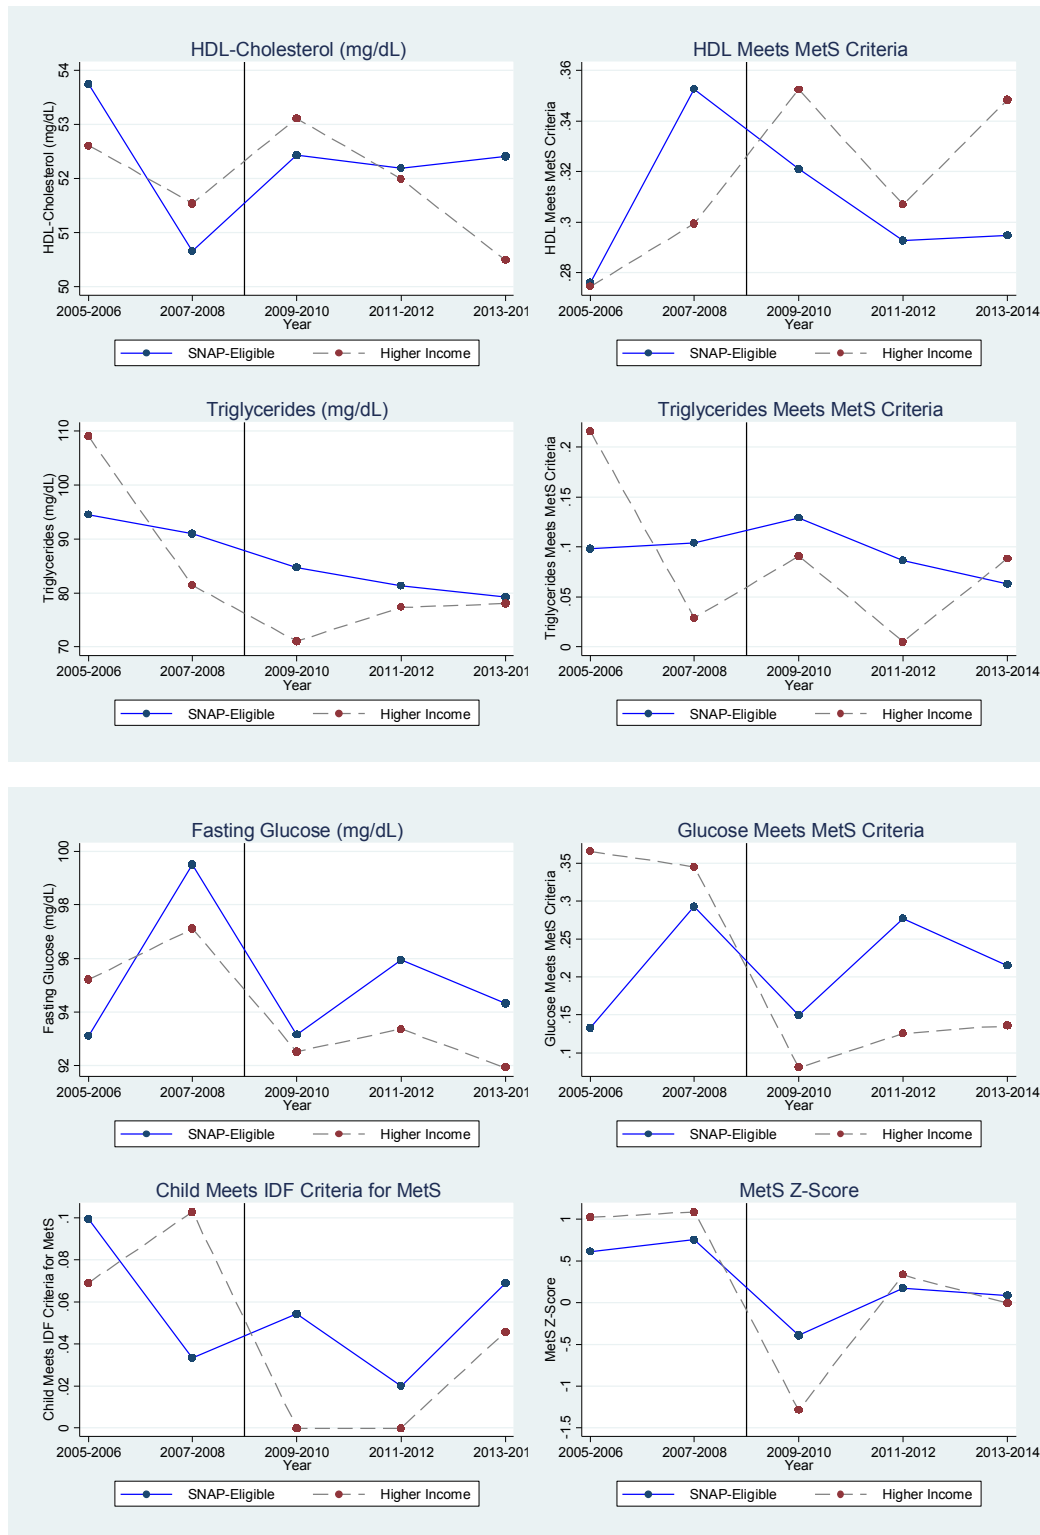 HDL-Cholesterol (mg/dL)
HDL-Cholesterol (mg/dL)
54
53
52
51
50
2005-2006 2007-2008 2009-2010 2011-2012 2013-201
Year
SNAP-Eligible Higher Income
HDL Meets MetS Criteria
HDL Meets MetS Criteria
.36
.34
.32
.3
.28
2005-2006 2007-2008 2009-2010 2011-2012 2013-2014
Year
SNAP-Eligible Higher Income
Triglycerides (mg/dL)
Triglycerides (mg/dL)
110
100
90
80
70
2005-2006 2007-2008 2009-2010 2011-2012 2013-201
Year
SNAP-Eligible Higher Income
Triglycerides Meets MetS Criteria
Triglycerides Meets MetS Criteria
.2
.15
.1
.05
0
2005-2006 2007-2008 2009-2010 2011-2012 2013-2014
Year
SNAP-Eligible Higher Income
Fasting Glucose (mg/dL)
Fasting Glucose (mg/dL)
100
98
96
94
92
2005-2006 2007-2008 2009-2010 2011-2012 2013-201
Year
SNAP-Eligible Higher Income
Glucose Meets MetS Criteria
Glucose Meets MetS Criteria
.35
.3
.25
.2
.15
.1
2005-2006 2007-2008 2009-2010 2011-2012 2013-2014
Year
SNAP-Eligible Higher Income
Child Meets IDF Criteria for MetS
Child Meets IDF Criteria for MetS
.1
.08
.06
.04
.02
0
2005-2006 2007-2008 2009-2010 2011-2012 2013-201
Year
SNAP-Eligible Higher Income
MetS Z-Score
MetS Z-Score
1
.5
0
-.5
-1
-1.5
2005-2006 2007-2008 2009-2010 2011-2012 2013-2014
Year
SNAP-Eligible Higher Income